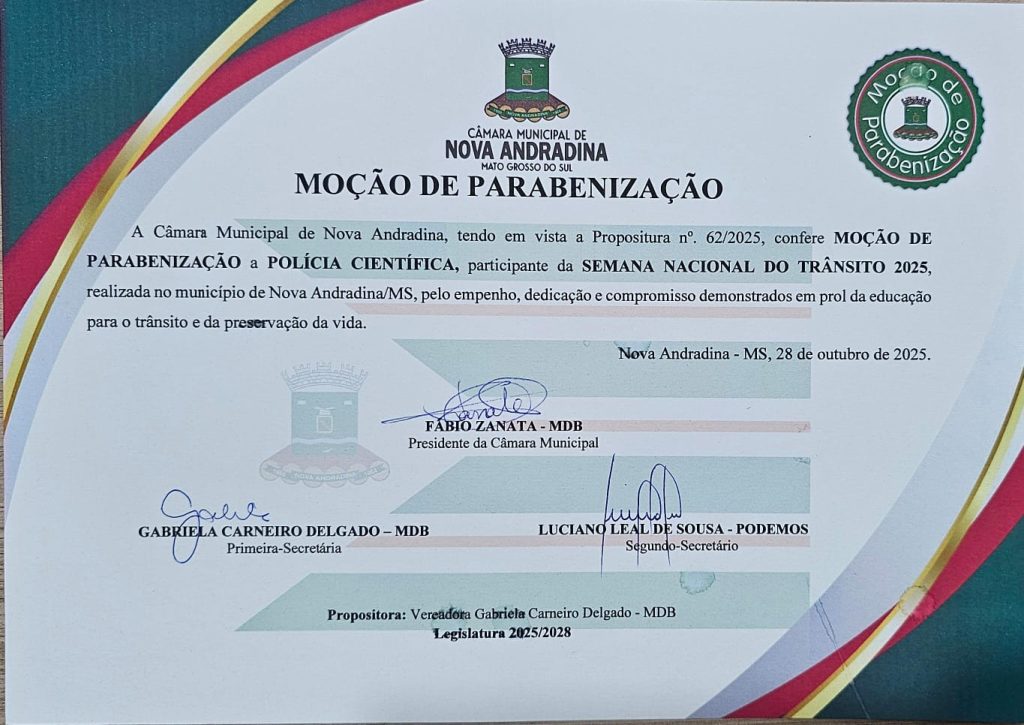 CÂMARA MUNICIPAL DE
NOVA ANDRADINA
MATO GROSSO DO SUL
Moção de
Parabenização
MOÇÃO DE PARABENIZAÇÃO
A Câmara Municipal de Nova Andradina, tendo em vista a Propositura nº. 62/2025, confere MOÇÃO DE
PARABENIZAÇÃO a POLÍCIA CIENTÍFICA, participante da SEMANA NACIONAL DO TRÂNSITO 2025,
realizada no município de Nova Andradina/MS, pelo empenho, dedicação e compromisso demonstrados em prol da educação
para o trânsito e da preservação da vida.
Nova Andradina - MS, 28 de outubro de 2025.
NOVA ANDRADINA
FÁBIO ZANATA - MDB
Presidente da Câmara Municipal
GABRIELA CARNEIRO DELGADO – MDB
Primeira-Secretária
LUCIANO LEAL DE SOUSA - PODEMOS
Segundo-Secretário
Propositora: Vereadora Gabriela Carneiro Delgado - MDB
Legislatura 2025/2028